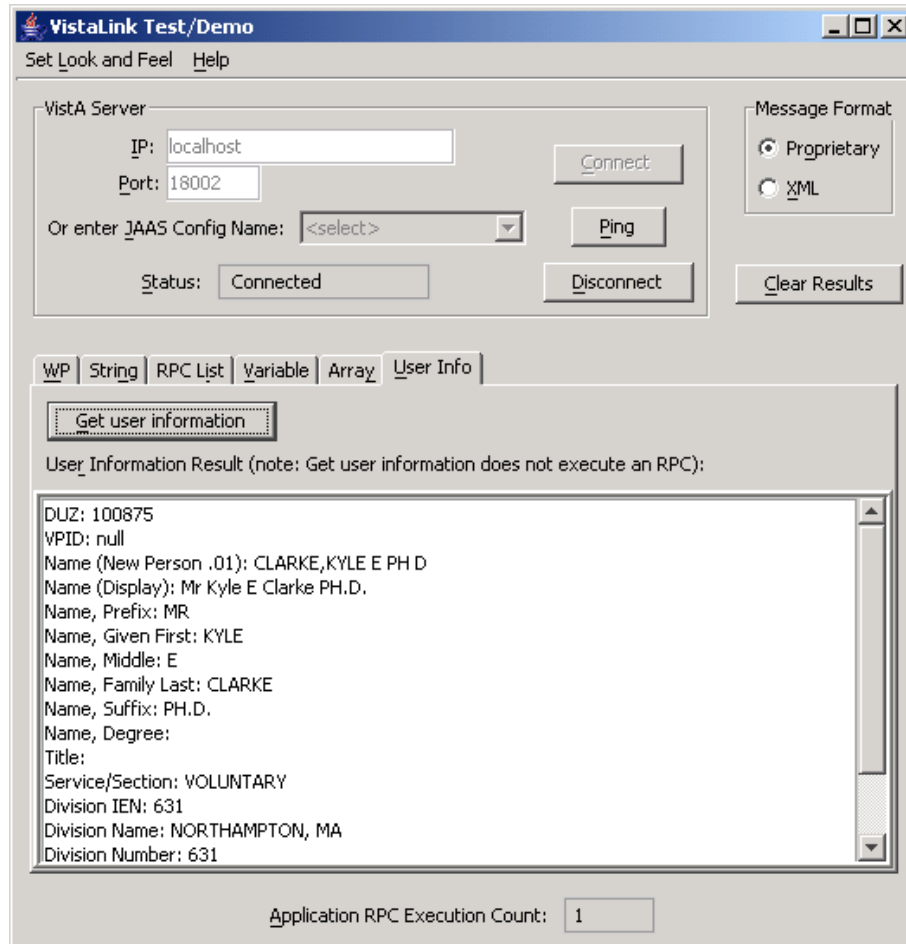 VistaLink Test/Demo
Set Look and Feel Help
VistA Server
Message Format
IP: localhost
Port: 18002
Connect
Proprietary
XML
Or enter JAAS Config Name: <select>
Ping
Status: Connected
Disconnect
Clear Results
WP String RPC List Variable Array User Info
Get user information
User Information Result (note: Get user information does not execute an RPC):
DUZ: 100875
VPID: null
Name (New Person .01): CLARKE,KYLE E PH D
Name (Display): Mr Kyle E Clarke PH.D.
Name, Prefix: MR
Name, Given First: KYLE
Name, Middle: E
Name, Family Last: CLARKE
Name, Suffix: PH.D.
Name, Degree:
Title:
Service/Section: VOLUNTARY
Division IEN: 631
Division Name: NORTHAMPTON, MA
Division Number: 631
Application RPC Execution Count: 1